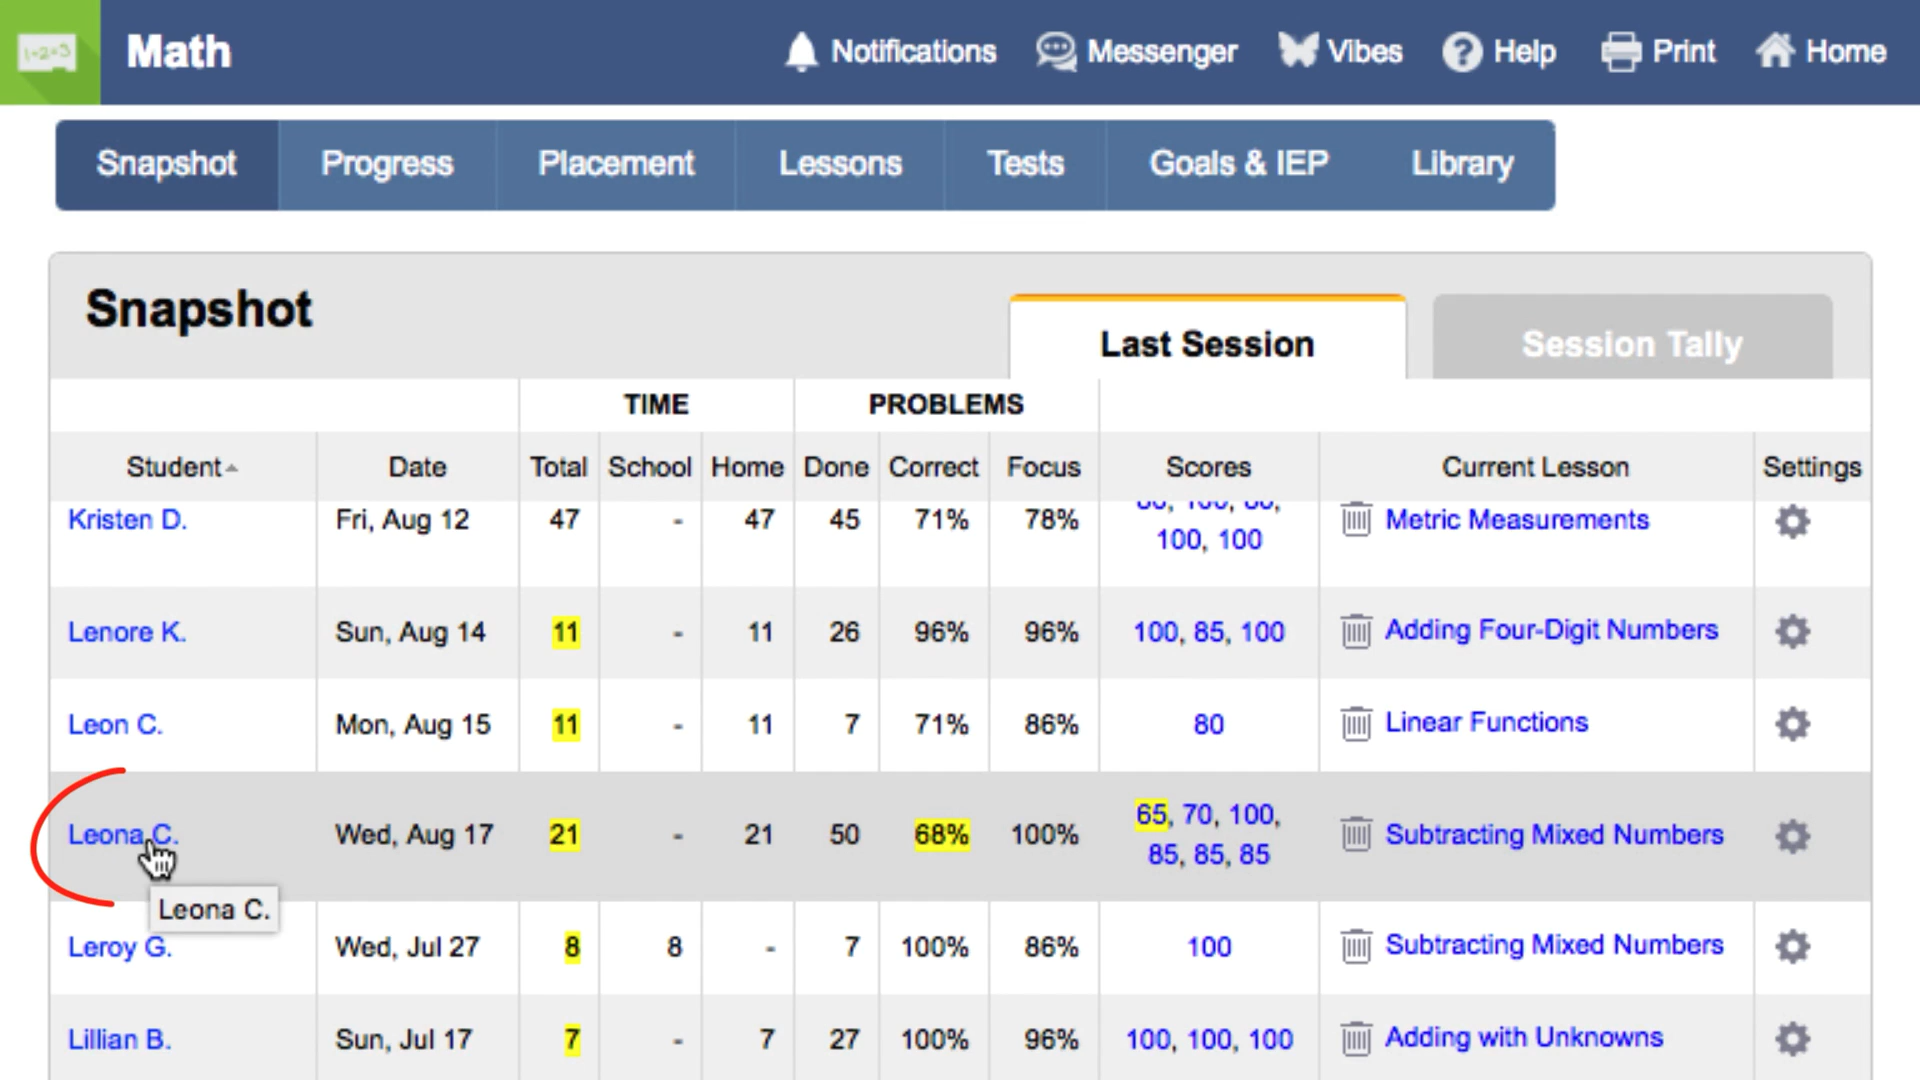 1+2=3
Math
Notifications
Messenger
Vibes
Help
Print
Home
Snapshot
Progress
Placement
Lessons
Tests
Goals & IEP
Library
Snapshot
Last Session
Session Tally
TIME
PROBLEMS
Student Date Total School Home Done Correct Focus Scores Current Lesson Settings
Kristen D. Fri, Aug 12 47 - 47 45 71% 78% Metric Measurements
100, 100
Lenore K. Sun, Aug 14 11 - 11 26 96% 96% 100, 85, 100 Adding Four-Digit Numbers
Leon C. Mon, Aug 15 11 - 11 7 71% 86% 80 Linear Functions
65, 70, 100,
Leona C. Wed, Aug 17 21 - 21 50 68% 100% Subtracting Mixed Numbers
85, 85, 85
Leona C.
Leroy G. Wed, Jul 27 8 8 - 7 100% 86% 100 Subtracting Mixed Numbers
Lillian B. Sun, Jul 17 7 - 7 27 100% 96% 100, 100, 100 Adding with Unknowns